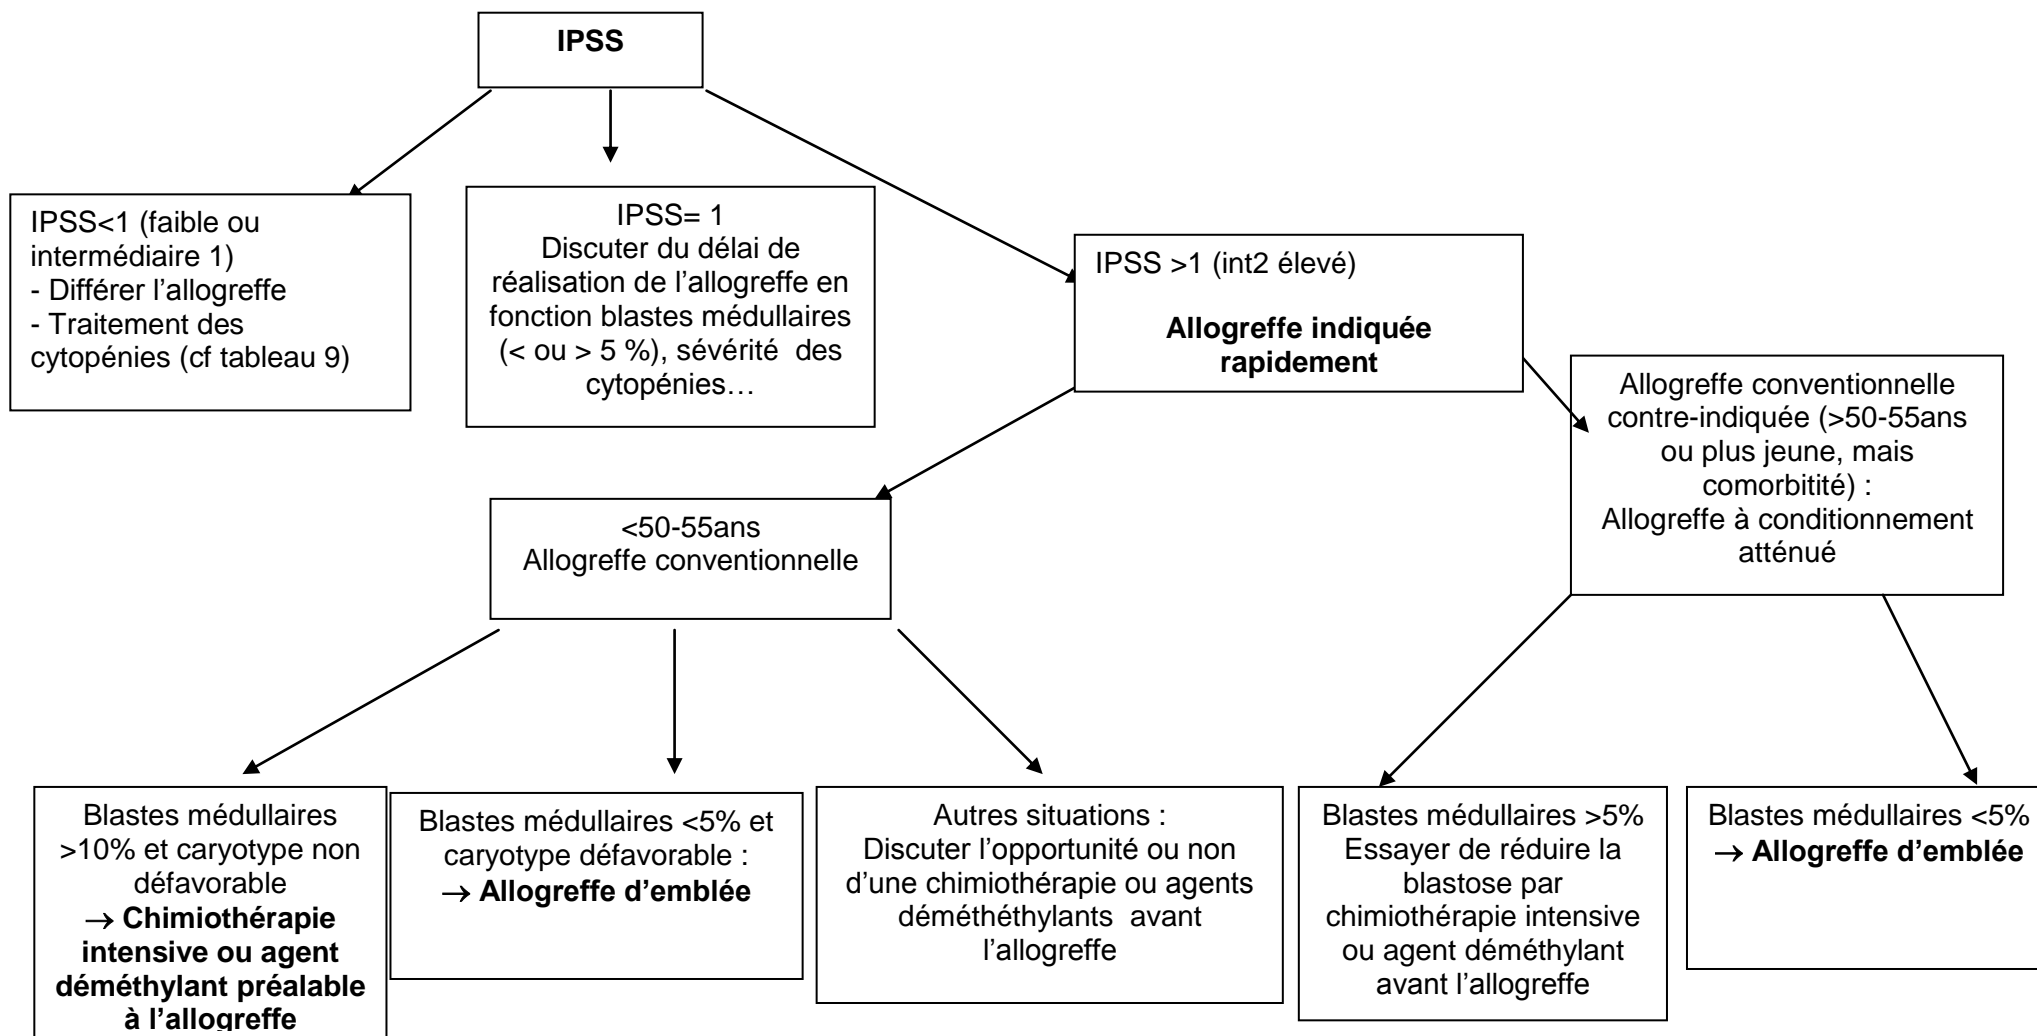 IPSS
IPSS<1 (faible ou
intermédiaire 1)
- Différer l’allogreffe
- Traitement des
cytopénies (cf tableau 9)
IPSS= 1
Discuter du délai de
réalisation de l’allogreffe en
fonction blastes médullaires
(< ou > 5 %), sévérité  des
cytopénies…
IPSS >1 (int2 élevé)
Allogreffe indiquée
rapidement
Allogreffe conventionnelle
contre-indiquée (>50-55ans
ou plus jeune, mais
comorbitité) :
Allogreffe à conditionnement
atténué
<50-55ans
Allogreffe conventionnelle
Blastes médullaires
>10% et caryotype non
défavorable
→ Chimiothérapie
intensive ou agent
déméthylant préalable
à l’allogreffe
Blastes médullaires <5% et
caryotype défavorable :
→ Allogreffe d’emblée
Autres situations :
Discuter l’opportunité ou non
d’une chimiothérapie ou agents
déméthéthylants  avant
l’allogreffe
Blastes médullaires >5%
Essayer de réduire la
blastose par
chimiothérapie intensive
ou agent déméthylant
avant l’allogreffe
Blastes médullaires <5%
→ Allogreffe d’emblée